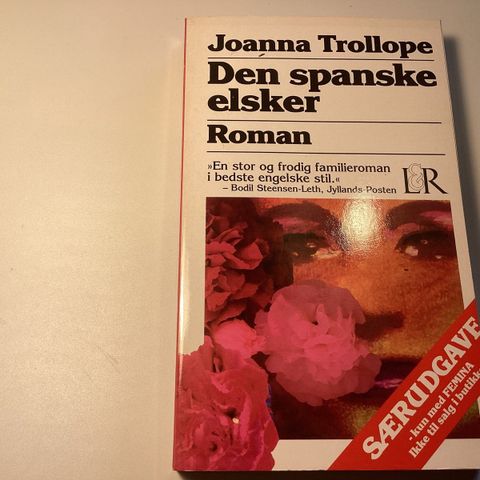 Joanna Trollope
Den spanske
elsker
Roman
»En stor og frodig familieroman
i bedste engelske stil.«
– Bodil Steensen-Leth, Jyllands-Posten
L&R
SÆRUDGAVE
- kun med FEMINA
Ikke til salg i butikk